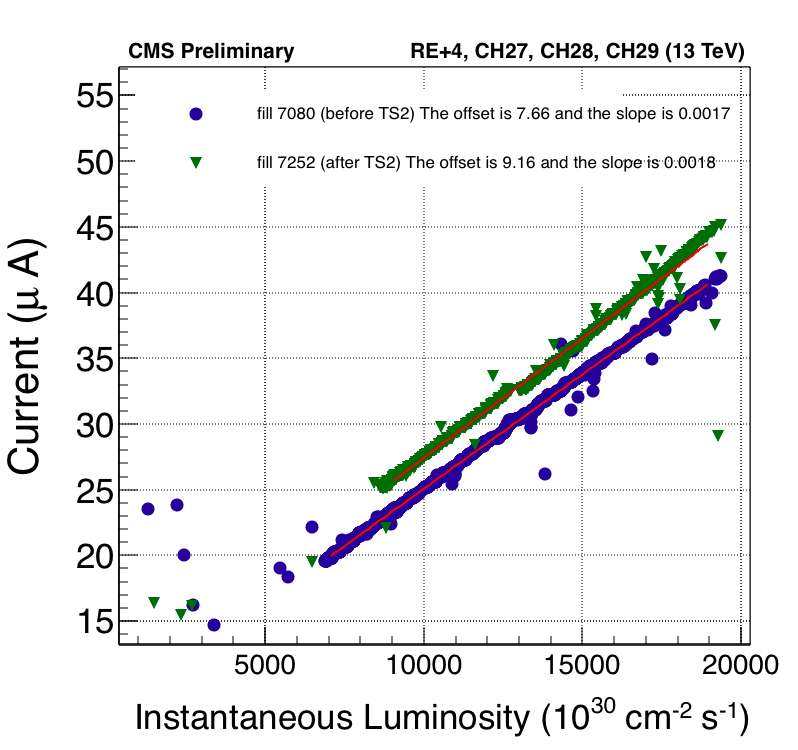 CMS Preliminary RE+4, CH27, CH28, CH29 (13 TeV)
fill 7080 (before TS2) The offset is 7.66 and the slope is 0.0017
fill 7252 (after TS2) The offset is 9.16 and the slope is 0.0018
55
50
45
40
35
30
25
20
15
Current (μ A)
5000 10000 15000 20000
Instantaneous Luminosity (10³⁰ cm⁻² s⁻¹)